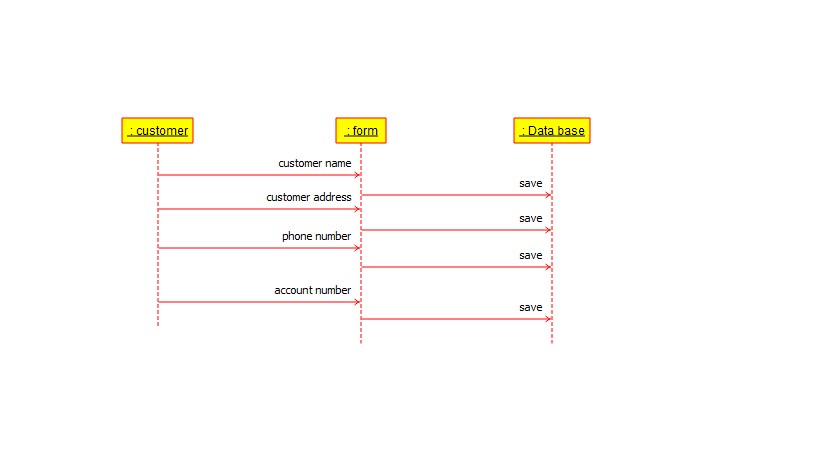 : customer
: form
: Data base
customer name
save
customer address
save
phone number
save
account number
save